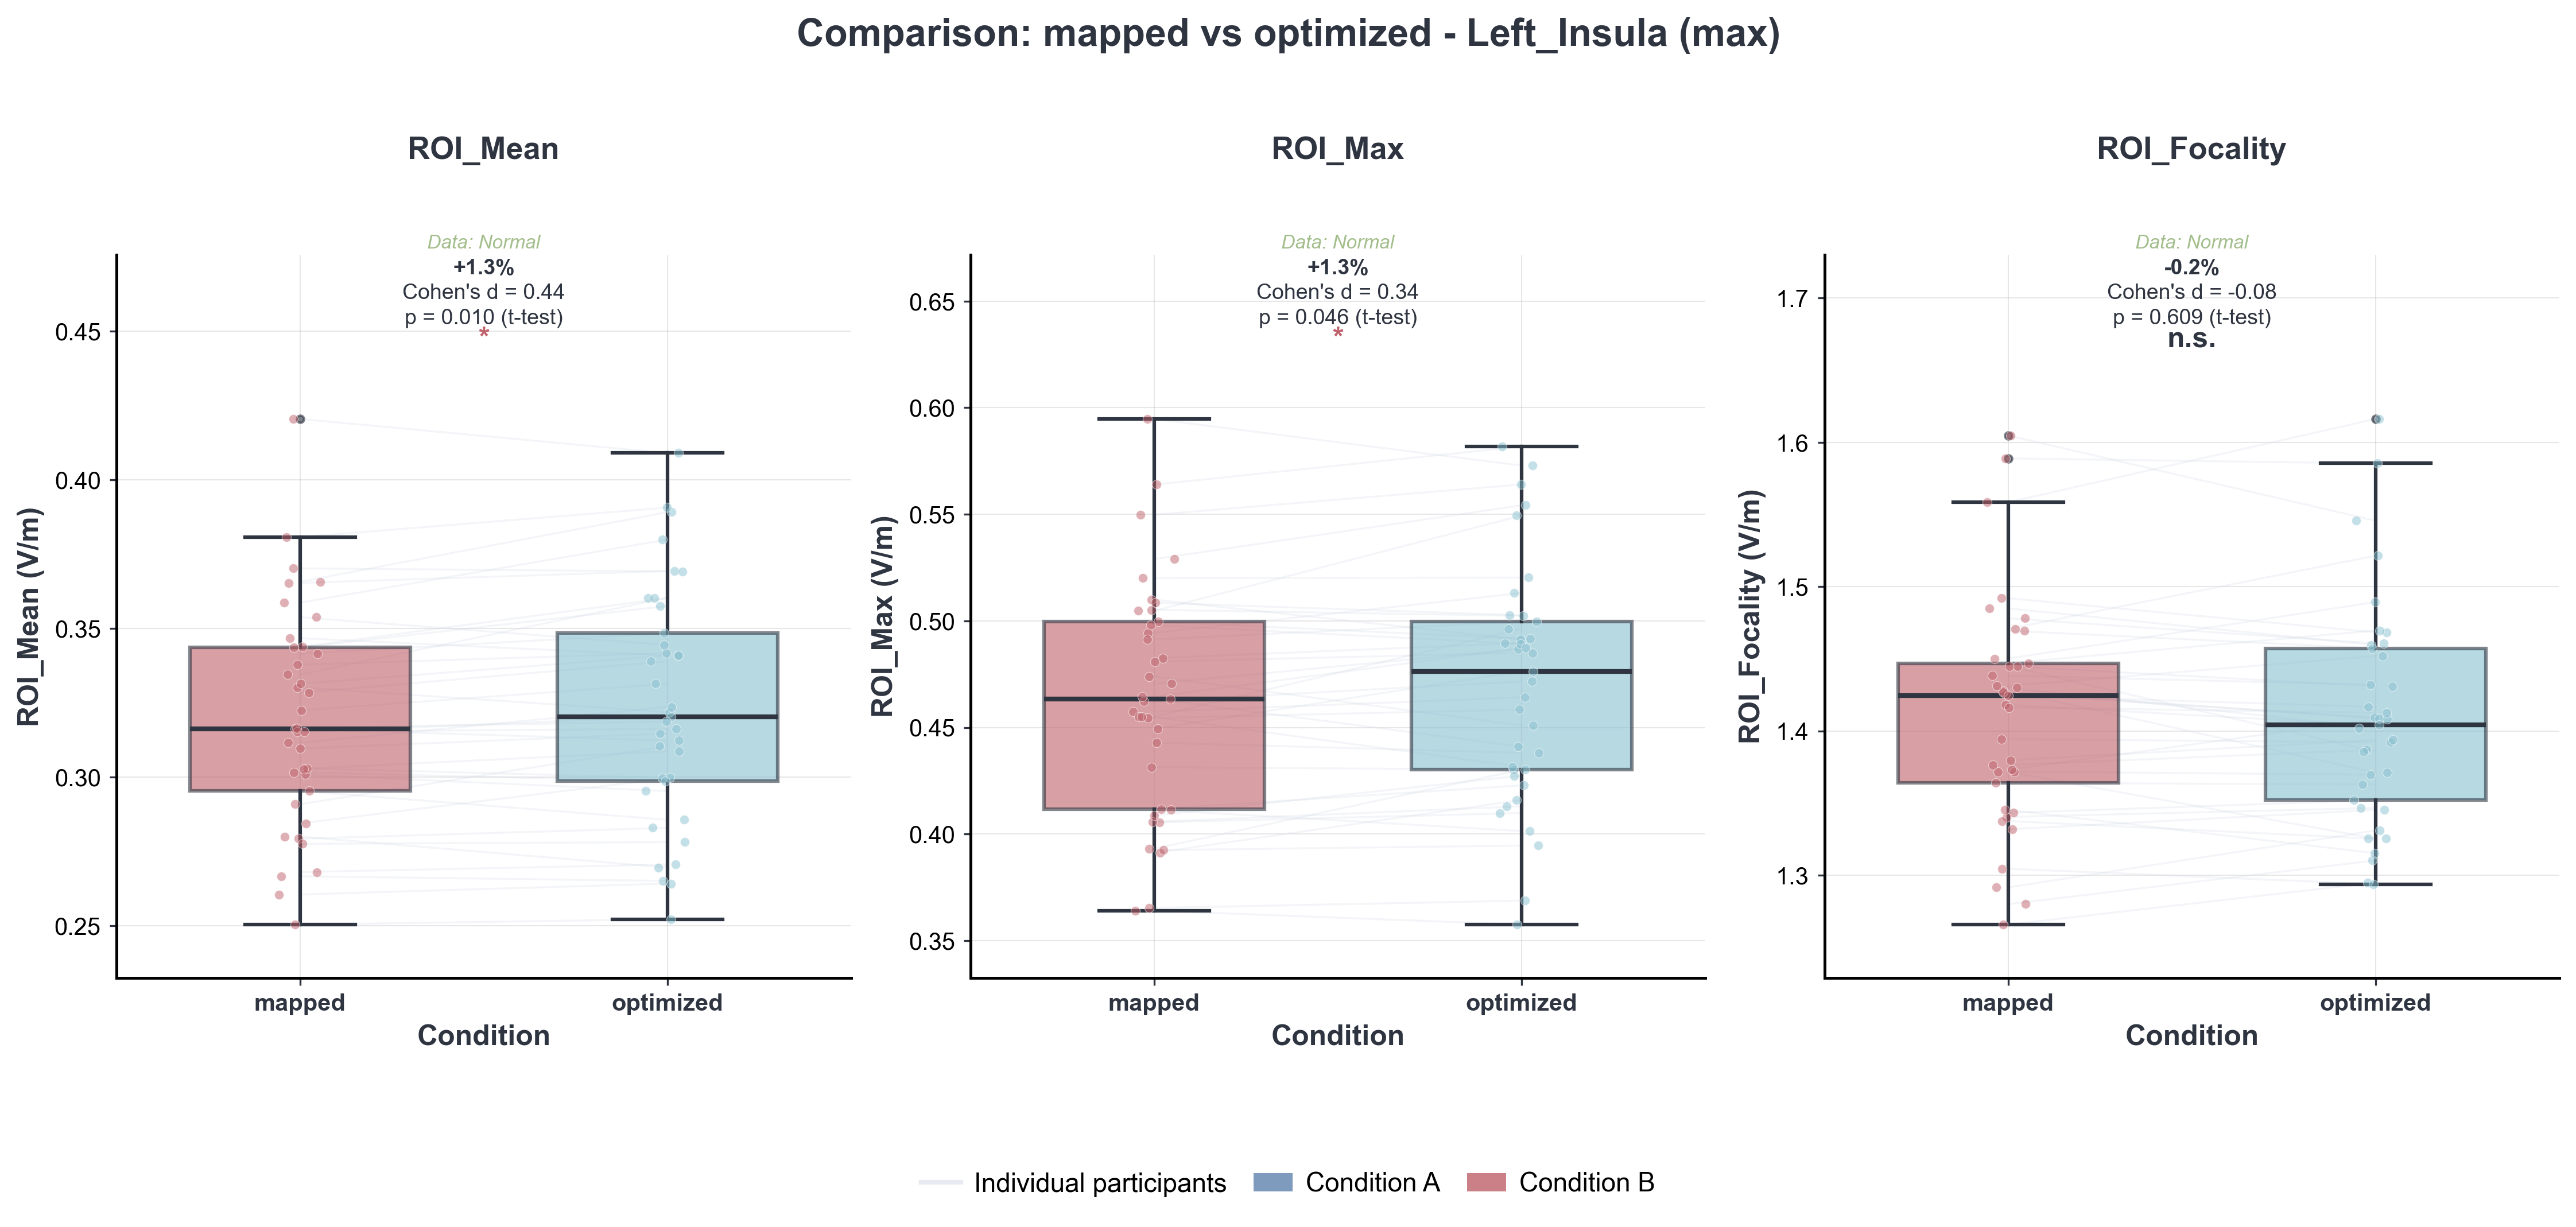 Comparison: mapped vs optimized - Left_Insula (max)
ROI_Mean
Data: Normal
+1.3%
Cohen's d = 0.44
p = 0.010 (t-test)
*
0.45
0.40
0.35
0.30
0.25
ROI_Mean (V/m)
mapped
optimized
Condition
ROI_Max
Data: Normal
+1.3%
Cohen's d = 0.34
p = 0.046 (t-test)
*
0.65
0.60
0.55
0.50
0.45
0.40
0.35
ROI_Max (V/m)
mapped
optimized
Condition
ROI_Focality
Data: Normal
-0.2%
Cohen's d = -0.08
p = 0.609 (t-test)
n.s.
1.7
1.6
1.5
1.4
1.3
ROI_Focality (V/m)
mapped
optimized
Condition
Individual participants
Condition A
Condition B